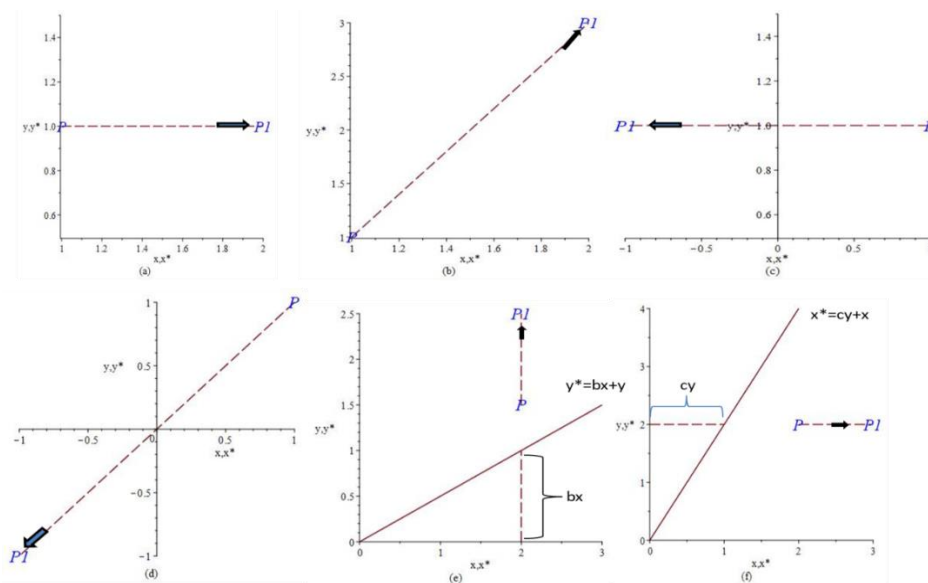 1.4
1.2
y,y*
1.0
P
P1
0.8
0.6
1
1.2
1.4
1.6
1.8
2
x,x*
(a)
3
P1
2.5
y,y*
2
1.5
1
P
1
1.2
1.4
1.6
1.8
2
x,x*
(b)
1.4
1.2
P1
y,y*
1.0
0.8
0.6
−1
−0.5
0
0.5
x,x*
(c)
1
P
y,y*
0.5
−1
−0.5
0
0.5
1
x,x*
−0.5
P1
−1
(d)
2.5
P1
2
y*=bx+y
1.5
P
y,y*
1
0.5
bx
0
0
1
2
3
x,x*
(e)
4
x*=cy+x
3
cy
y,y*
2
P
P1
1
0
0
1
2
3
x,x*
(f)